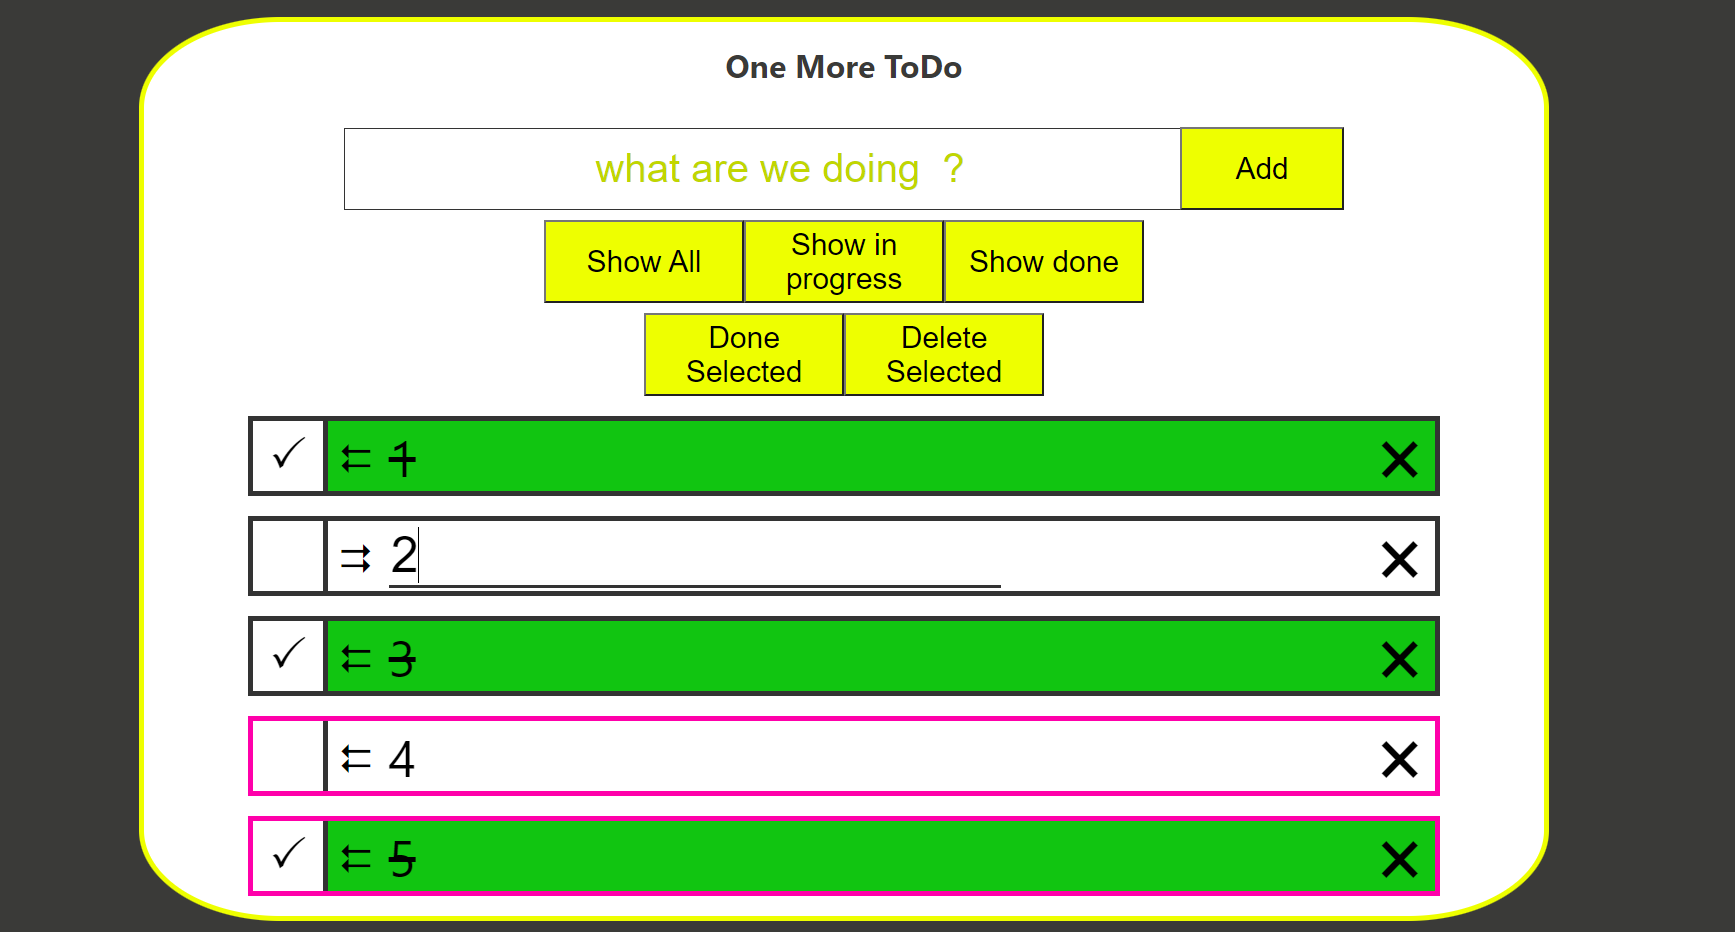 One More ToDo
what are we doing  ?
Add
Show All
Show in
progress
Show done
Done
Selected
Delete
Selected
✓ ⇇ 1 ✕
⇉ 2 ✕
✓ ⇇ 3 ✕
⇇ 4 ✕
✓ ⇇ 5 ✕